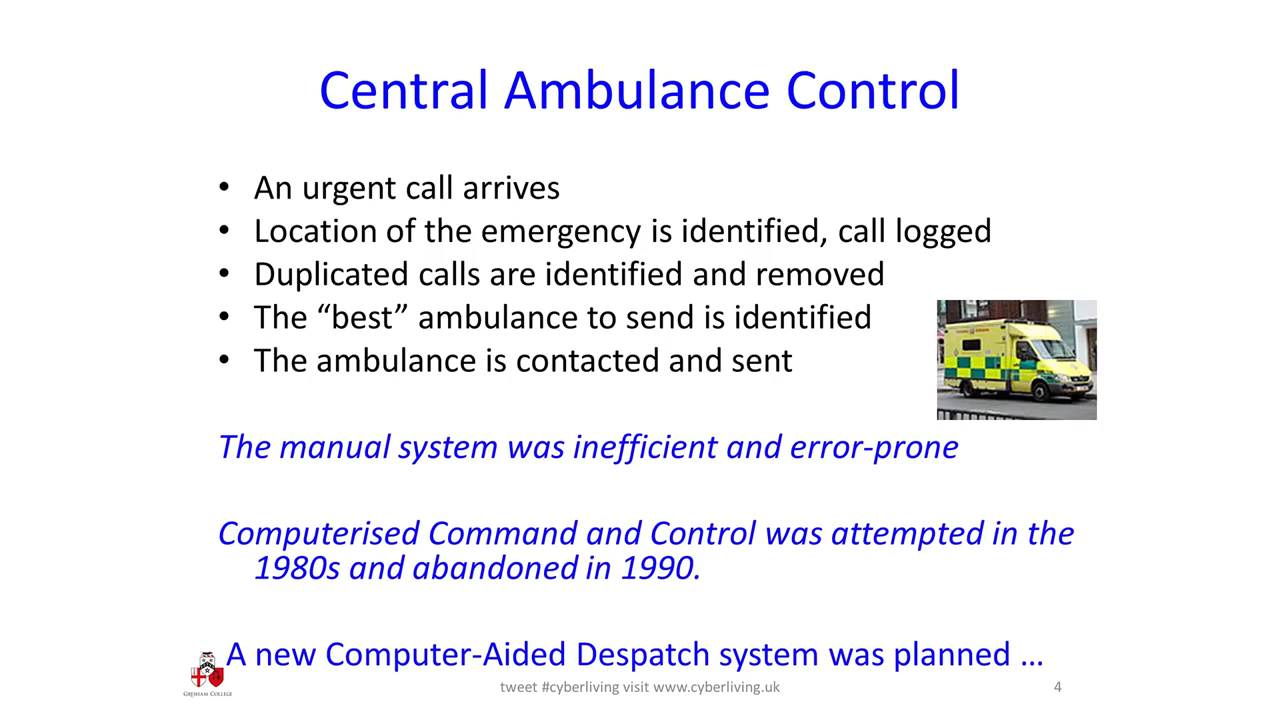 Central Ambulance Control
• An urgent call arrives
• Location of the emergency is identified, call logged
• Duplicated calls are identified and removed
• The “best” ambulance to send is identified
• The ambulance is contacted and sent
The manual system was inefficient and error-prone
Computerised Command and Control was attempted in the
1980s and abandoned in 1990.
A new Computer-Aided Despatch system was planned …
GRESHAM COLLEGE
tweet #cyberliving visit www.cyberliving.uk
4